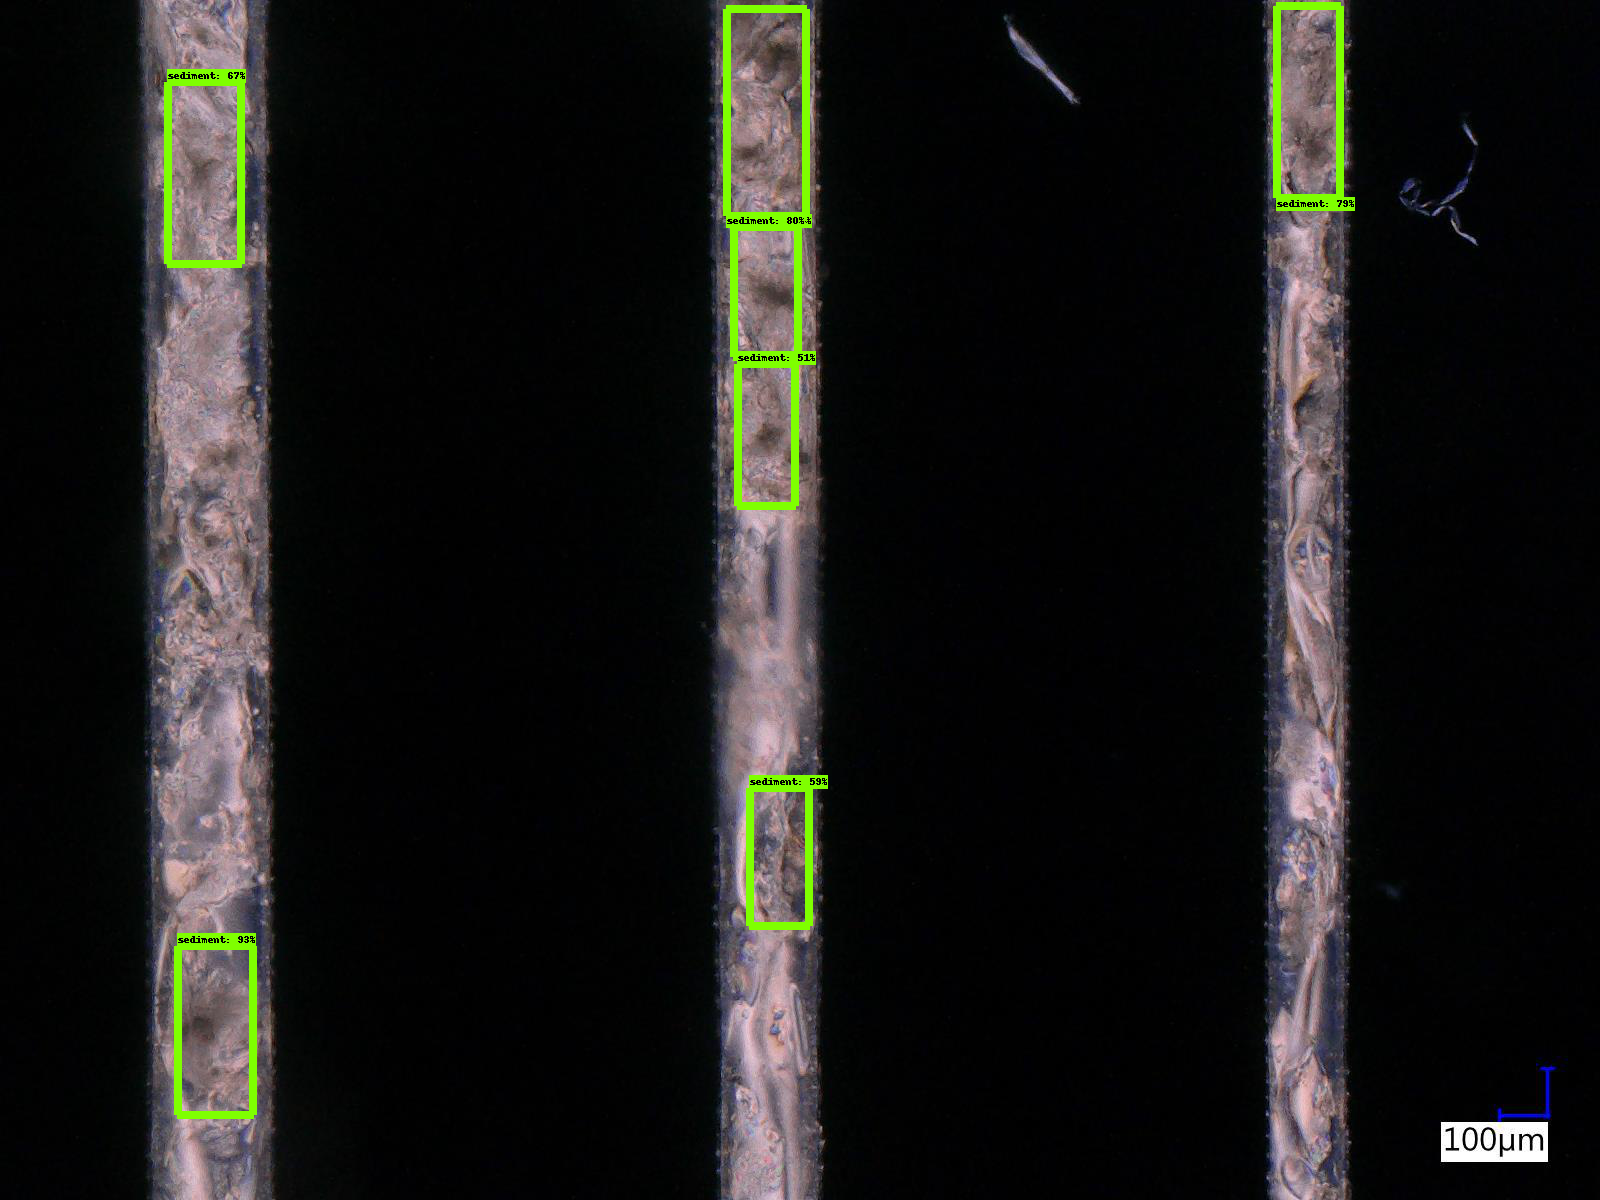 sediment: 67%
sediment: 79%
sediment: 80%%
sediment: 51%
sediment: 59%
sediment: 93%
100µm